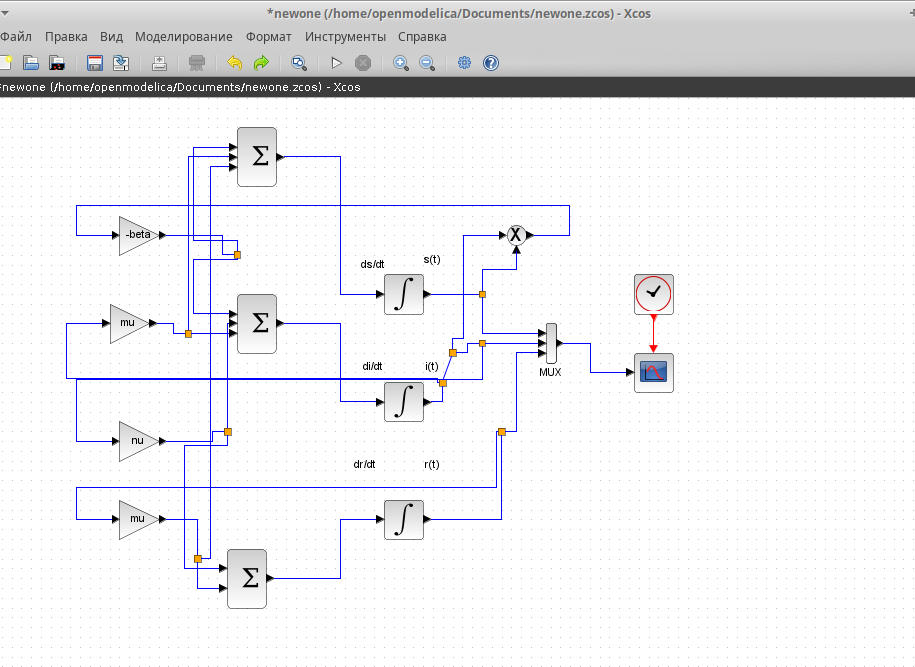 *newone (/home/openmodelica/Documents/newone.zcos) - Xcos
Файл Правка Вид Моделирование Формат Инструменты Справка
newone (/home/openmodelica/Documents/newone.zcos) - Xcos
Σ
-beta
X
ds/dt s(t)
∫
mu
Σ
di/dt i(t)
MUX
∫
nu
dr/dt r(t)
mu
∫
Σ